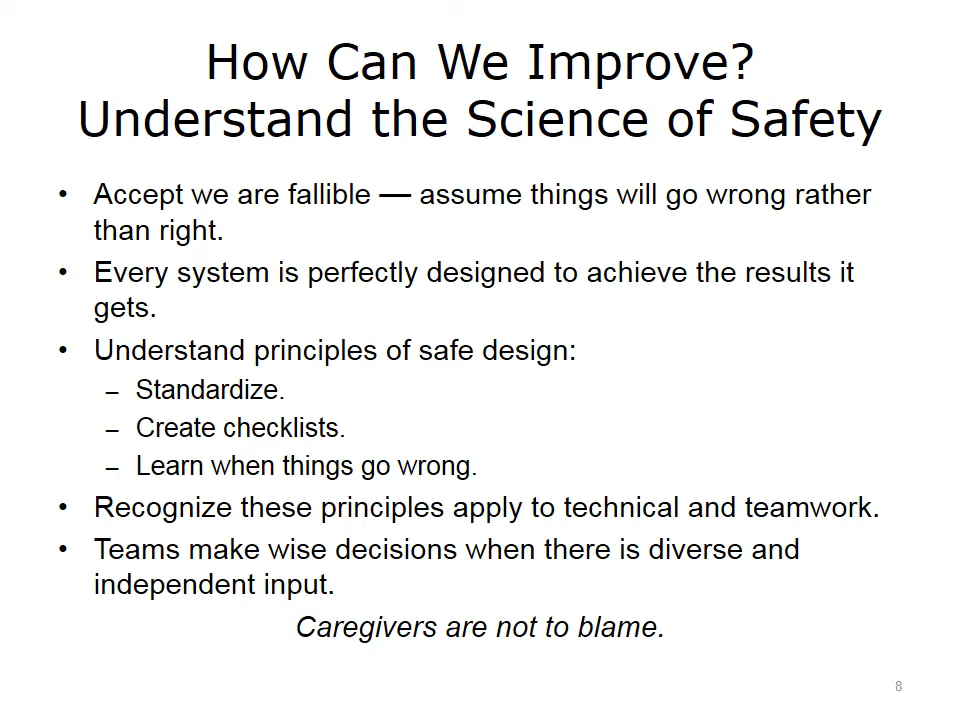 How Can We Improve?
Understand the Science of Safety
• Accept we are fallible — assume things will go wrong rather
than right.
• Every system is perfectly designed to achieve the results it
gets.
• Understand principles of safe design:
– Standardize.
– Create checklists.
– Learn when things go wrong.
• Recognize these principles apply to technical and teamwork.
• Teams make wise decisions when there is diverse and
independent input.
Caregivers are not to blame.
8